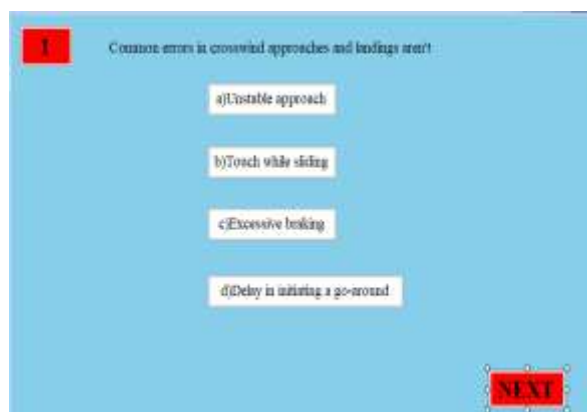 1
Common errors in crosswind approaches and landings aren't
a)Unstable approach
b)Touch while sliding
c)Excessive braking
d)Delay in initiating a go-around
NEXT